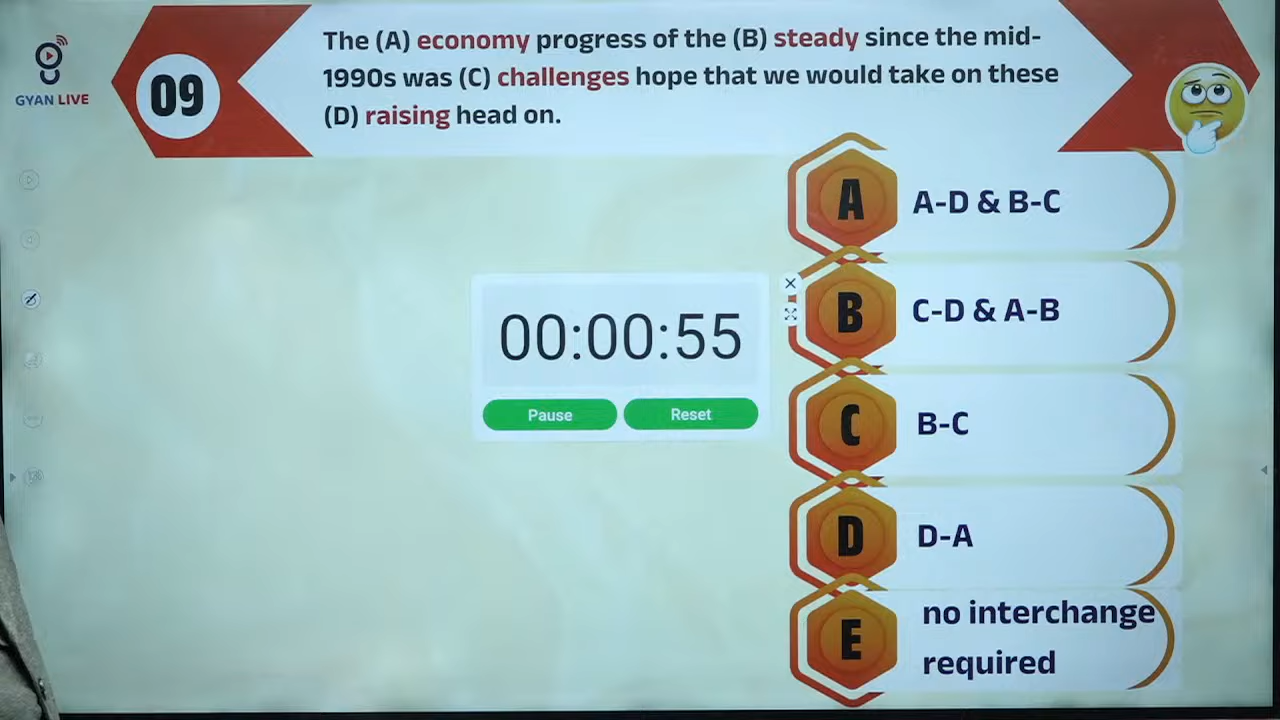 GYAN LIVE
09
The (A) economy progress of the (B) steady since the mid-
1990s was (C) challenges hope that we would take on these
(D) raising head on.
A
A-D & B-C
B
C-D & A-B
C
B-C
D
D-A
E
no interchange
required
00:00:55
Pause
Reset